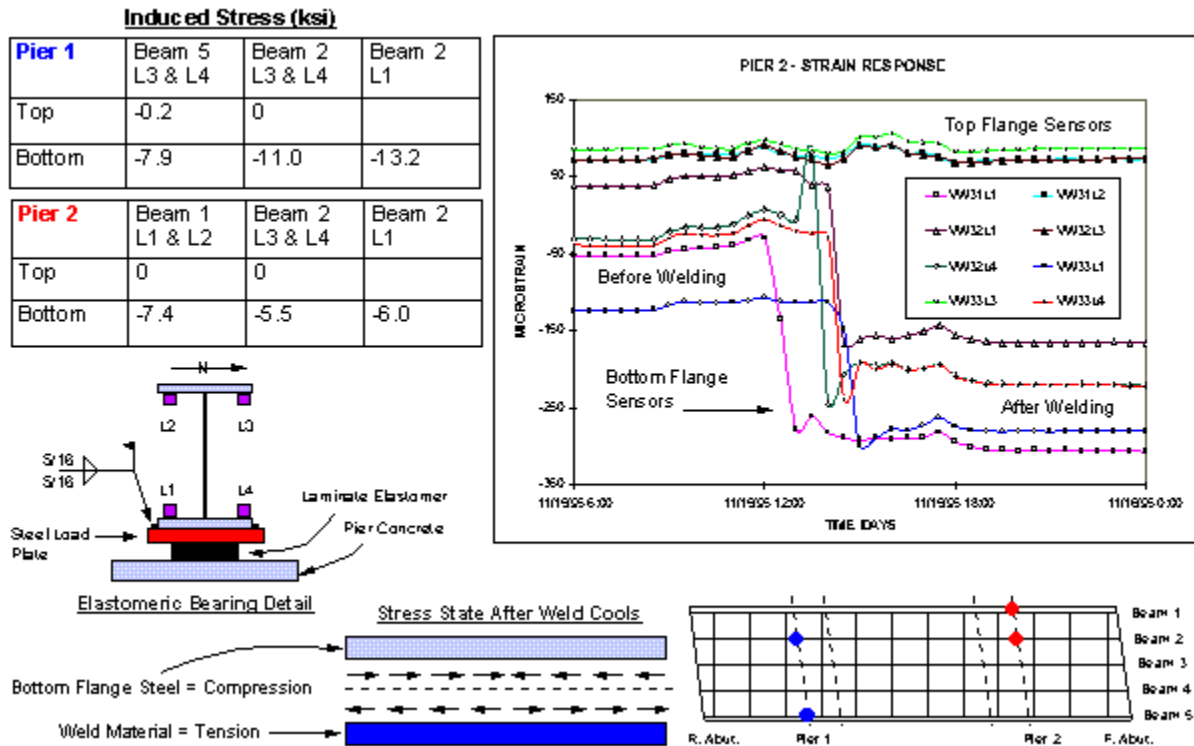 Induced Stress (ksi)
Pier 1 Beam 5 L3 & L4 Beam 2 L3 & L4 Beam 2 L1
Top -0.2 0
Bottom -7.9 -11.0 -13.2
Pier 2 Beam 1 L1 & L2 Beam 2 L3 & L4 Beam 2 L1
Top 0 0
Bottom -7.4 -5.5 -6.0
PIER 2 - STRAIN RESPONSE
150
Top Flange Sensors
90
VW31L1 VW31L2
VW32L1 VW32L3
VW32L4 VW33L1
VW33L3 VW33L4
-90
Before Welding
MICROSTRAIN
-150
Bottom Flange
Sensors
-250
After Welding
-360
TIME DAYS
N
L2 L3
5/16
5/16
L1 L4
Laminate Elastomer
Pier Concrete
Steel Load
Plate
Elastomeric Bearing Detail
Stress State After Weld Cools
Bottom Flange Steel = Compression
Weld Material = Tension
Beam 1
Beam 2
Beam 3
Beam 4
Beam 5
R. Abut. Pier 1 Pier 2 F. Abut.